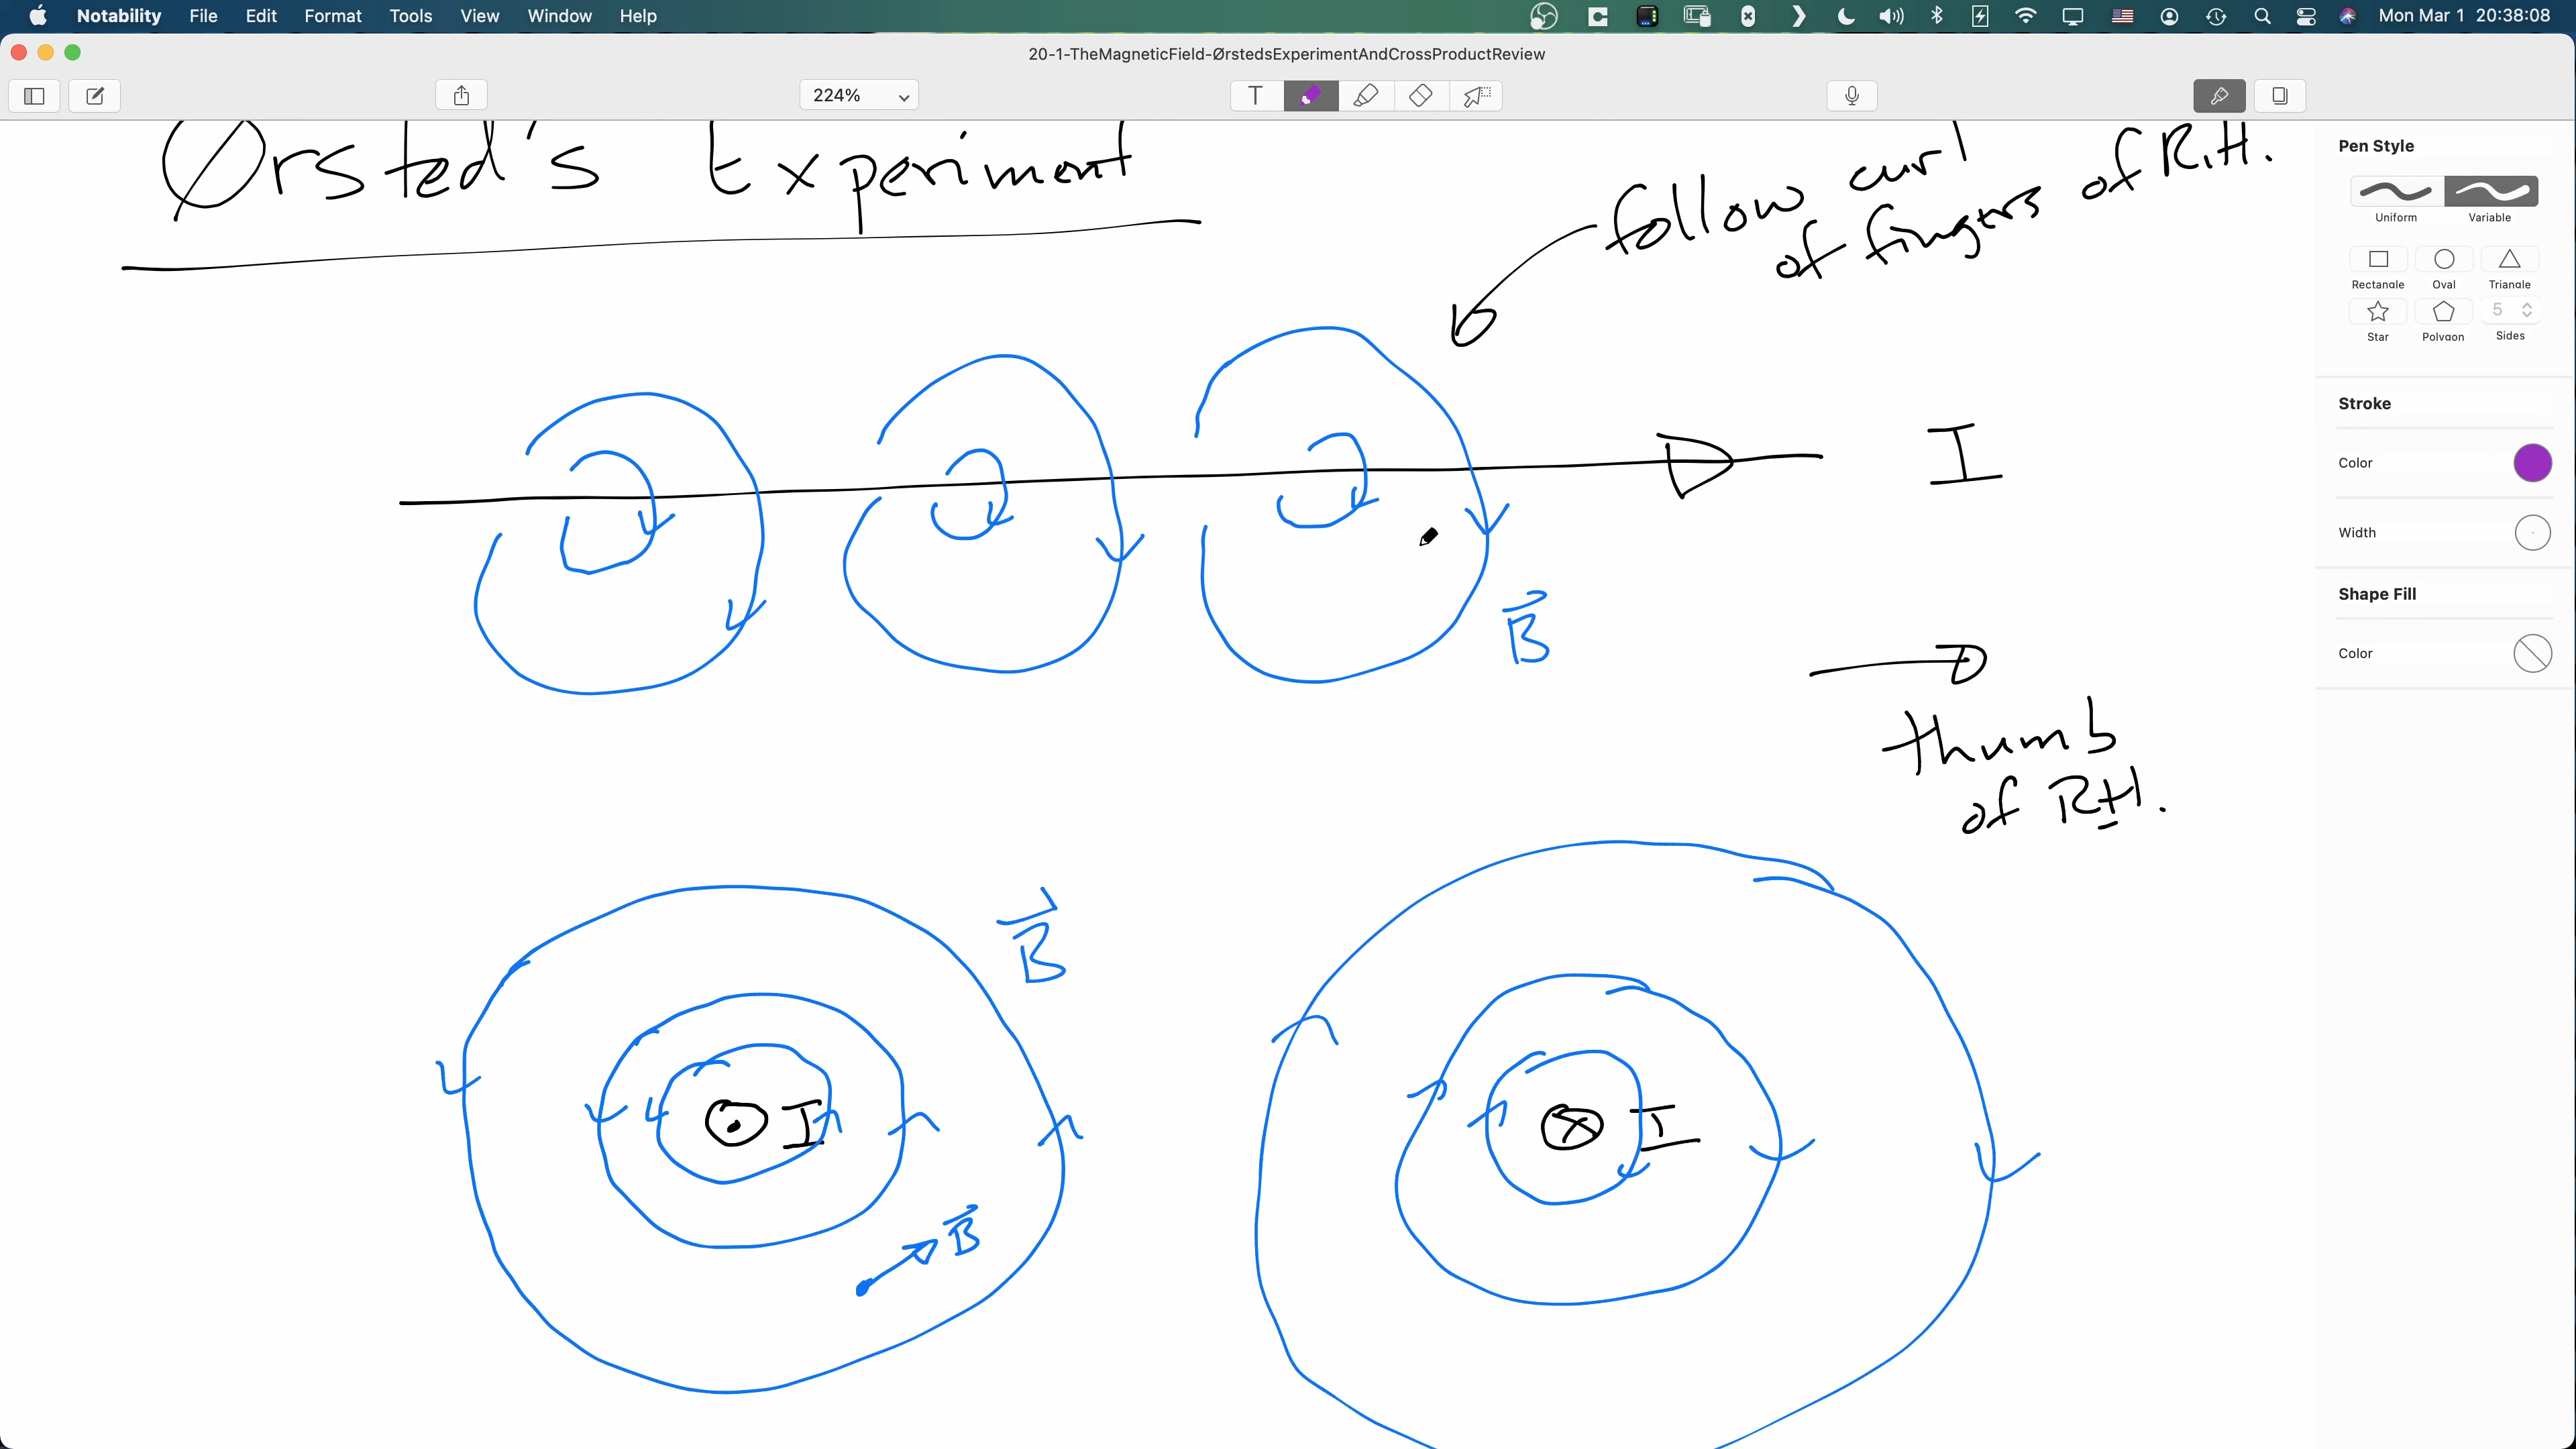 Notability File Edit Format Tools View Window Help Mon Mar 1 20:38:08
20-1-TheMagneticField-ØrstedsExperimentAndCrossProductReview
224% T
Ørsted's Experiment
follow curl
of fingers of R.H.
I
B
thumb
of RH.
B
I
I
B
Pen Style
Uniform Variable
Rectangle Oval Triangle
5
Star Polygon Sides
Stroke
Color
Width
Shape Fill
Color